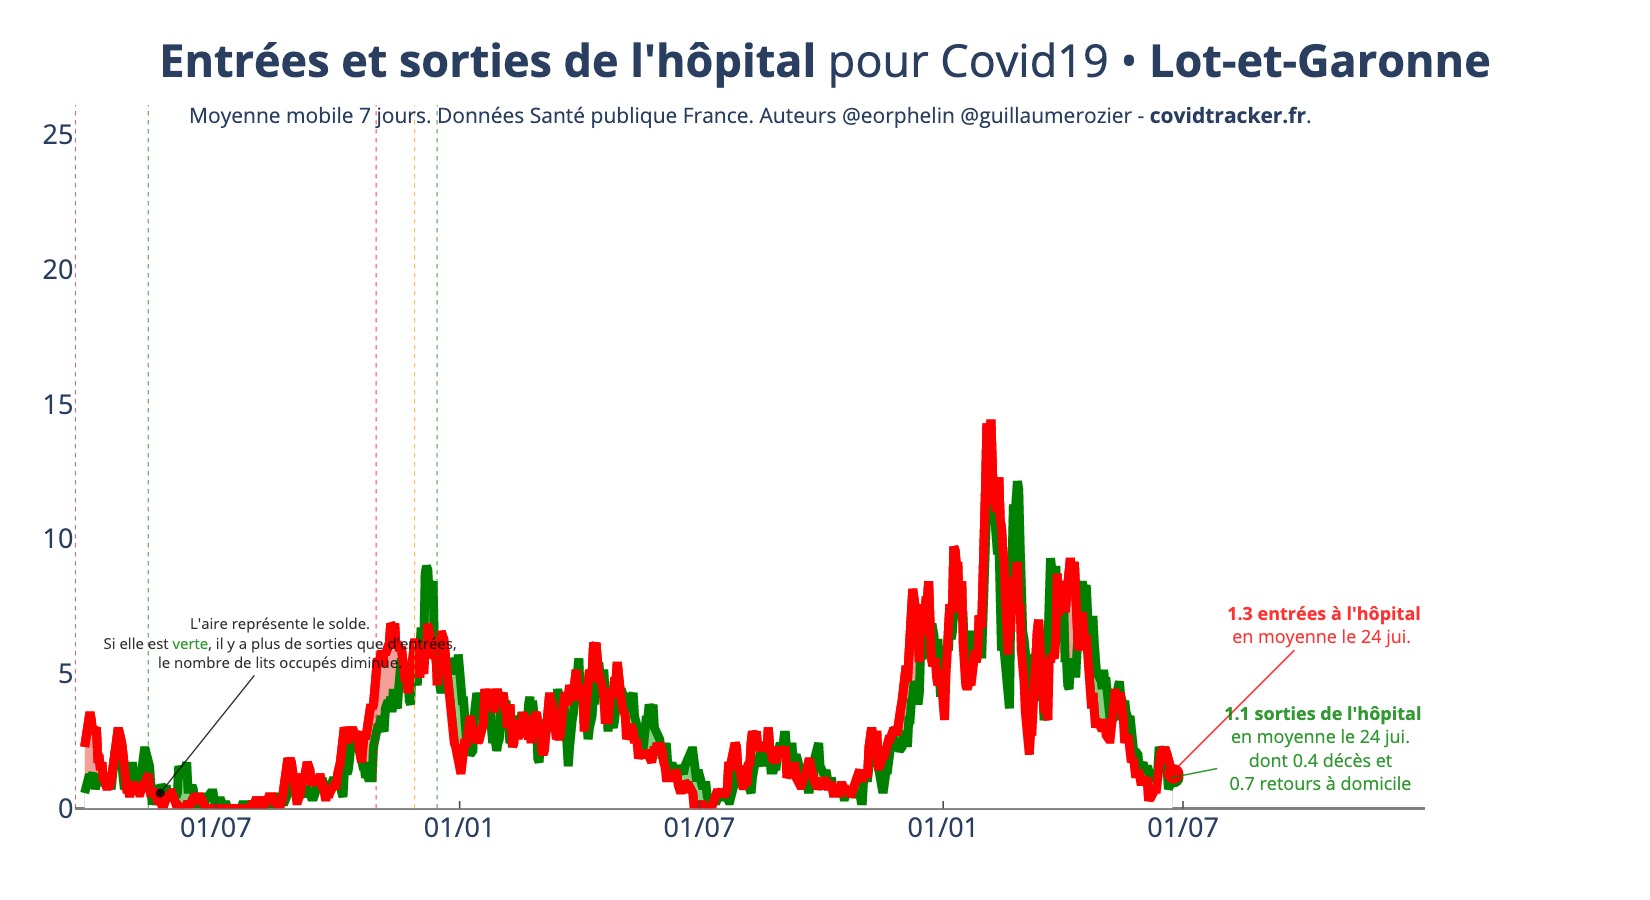 Entrées et sorties de l'hôpital pour Covid19 • Lot-et-Garonne
Moyenne mobile 7 jours. Données Santé publique France. Auteurs @eorphelin @guillaumerozier - covidtracker.fr.
25
20
15
10
5
0
L'aire représente le solde.
Si elle est verte, il y a plus de sorties que d'entrées,
le nombre de lits occupés diminue.
1.3 entrées à l'hôpital
en moyenne le 24 jui.
1.1 sorties de l'hôpital
en moyenne le 24 jui.
dont 0.4 décès et
0.7 retours à domicile
01/07
01/01
01/07
01/01
01/07